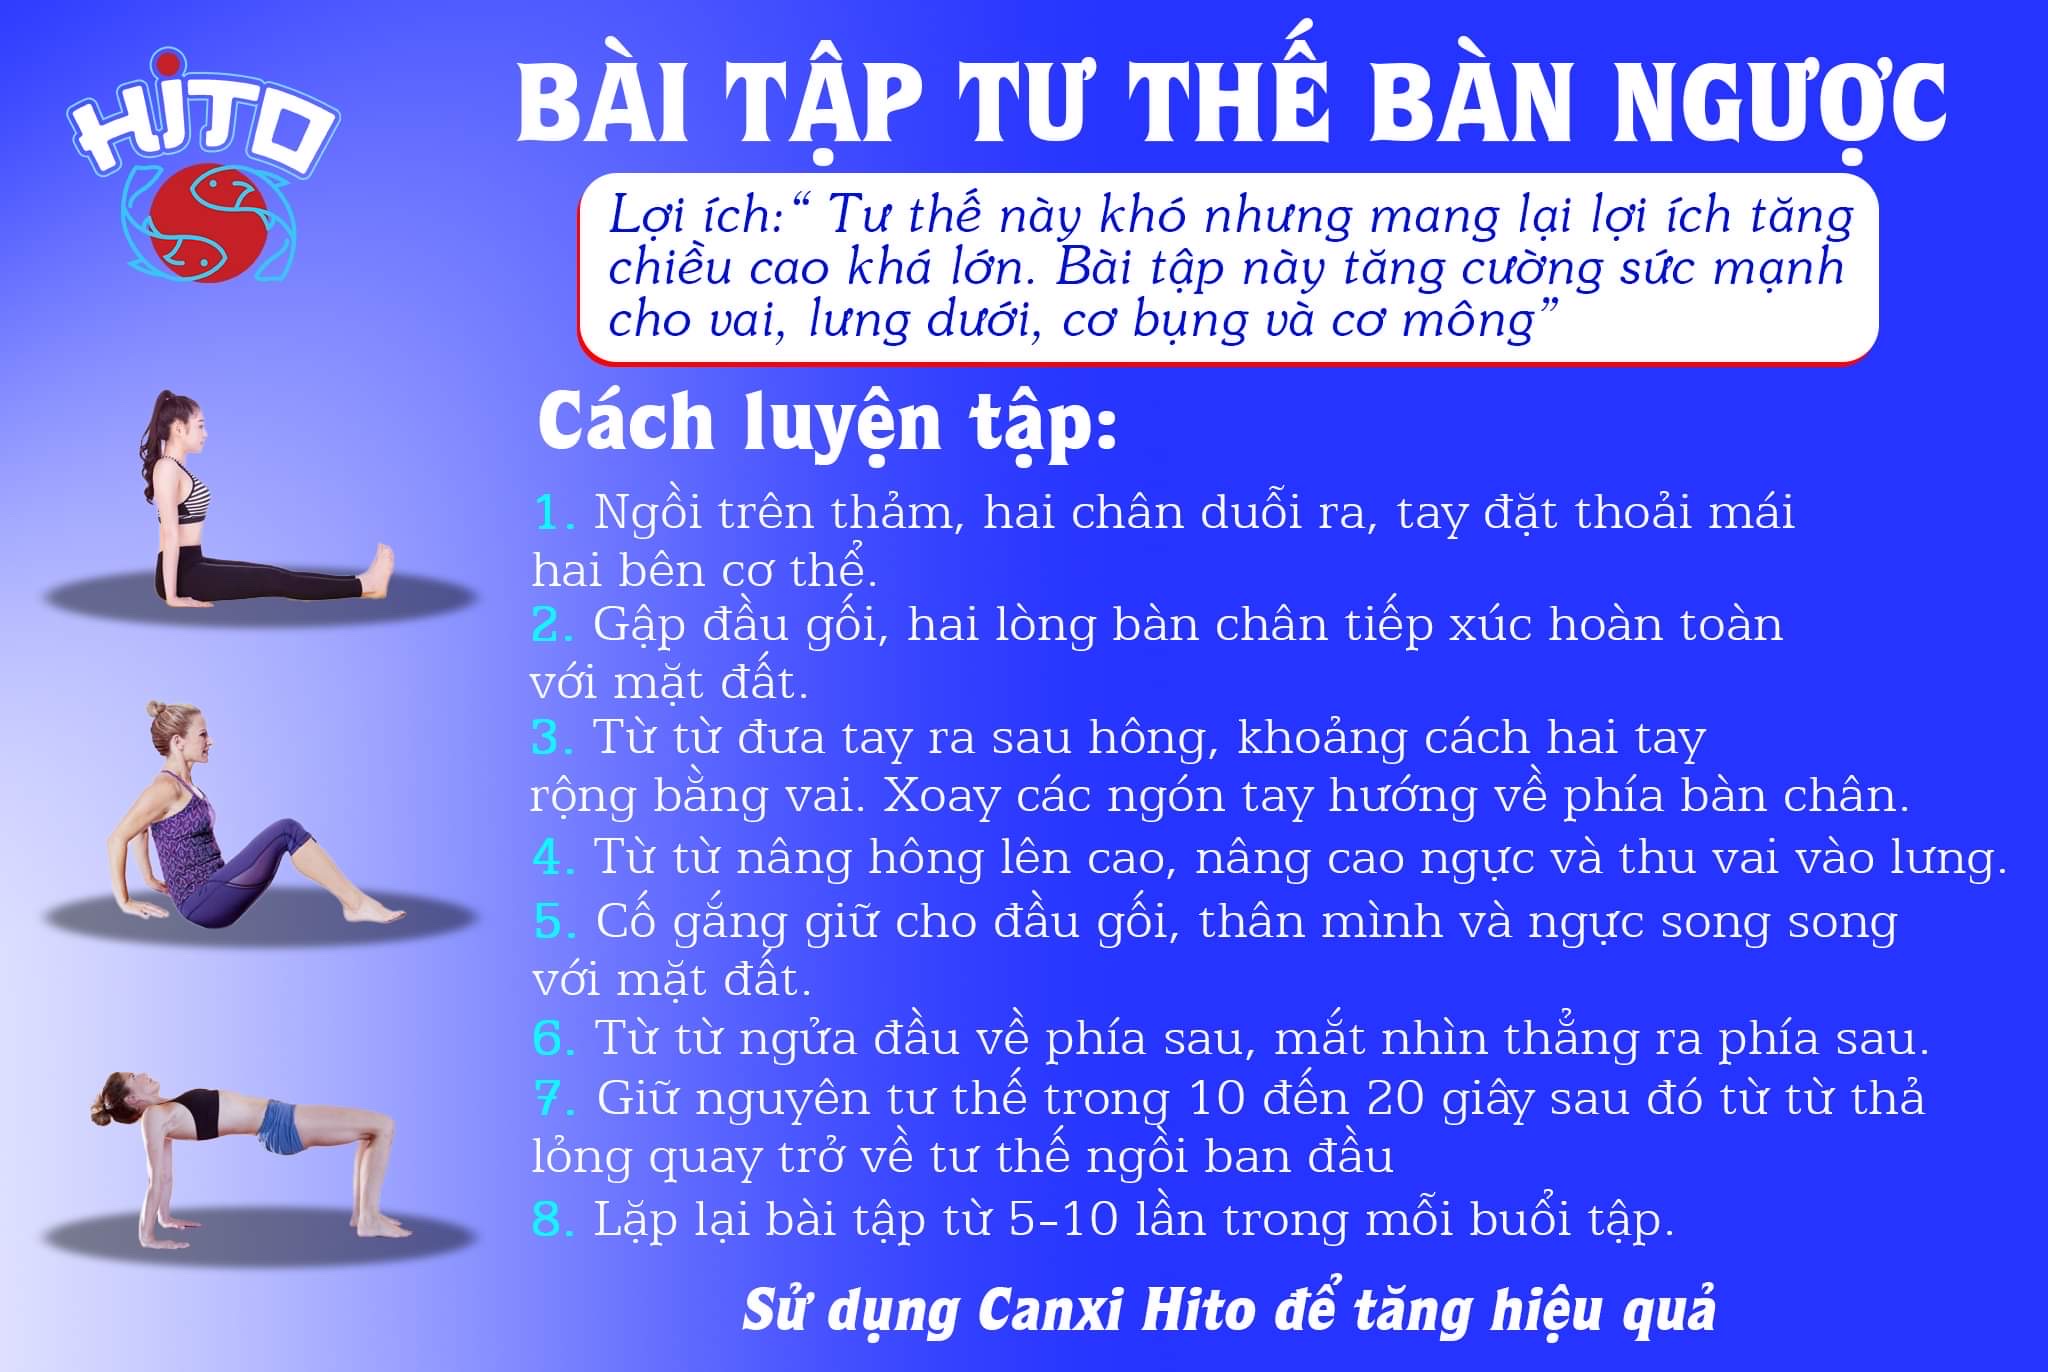 HITO
BÀI TẬP TƯ THẾ BÀN NGƯỢC
Lợi ích:“ Tư thế này khó nhưng mang lại lợi ích tăng
chiều cao khá lớn. Bài tập này tăng cường sức mạnh
cho vai, lưng dưới, cơ bụng và cơ mông”
Cách luyện tập:
1. Ngồi trên thảm, hai chân duỗi ra, tay đặt thoải mái
hai bên cơ thể.
2. Gập đầu gối, hai lòng bàn chân tiếp xúc hoàn toàn
với mặt đất.
3. Từ từ đưa tay ra sau hông, khoảng cách hai tay
rộng bằng vai. Xoay các ngón tay hướng về phía bàn chân.
4. Từ từ nâng hông lên cao, nâng cao ngực và thu vai vào lưng.
5. Cố gắng giữ cho đầu gối, thân mình và ngực song song
với mặt đất.
6. Từ từ ngửa đầu về phía sau, mắt nhìn thẳng ra phía sau.
7. Giữ nguyên tư thế trong 10 đến 20 giây sau đó từ từ thả
lỏng quay trở về tư thế ngồi ban đầu
8. Lặp lại bài tập từ 5-10 lần trong mỗi buổi tập.
Sử dụng Canxi Hito để tăng hiệu quả